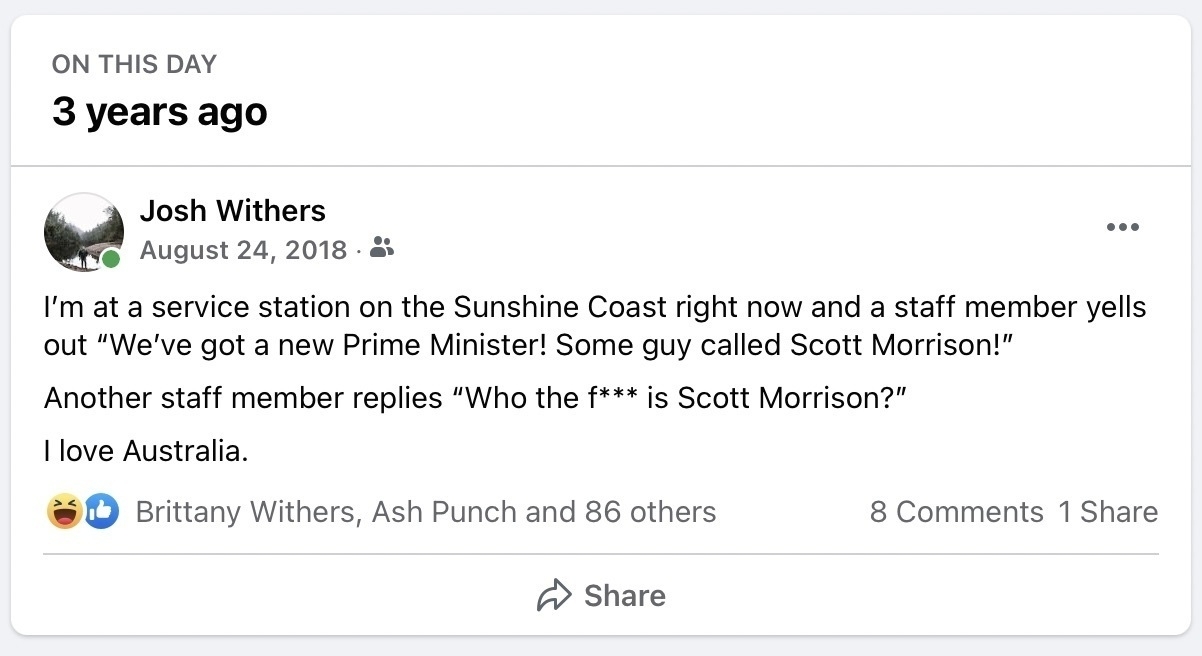 ON THIS DAY
3 years ago
Josh Withers
August 24, 2018 ·
I’m at a service station on the Sunshine Coast right now and a staff member yells
out “We’ve got a new Prime Minister! Some guy called Scott Morrison!”
Another staff member replies “Who the f*** is Scott Morrison?”
I love Australia.
Brittany Withers, Ash Punch and 86 others 8 Comments 1 Share
Share